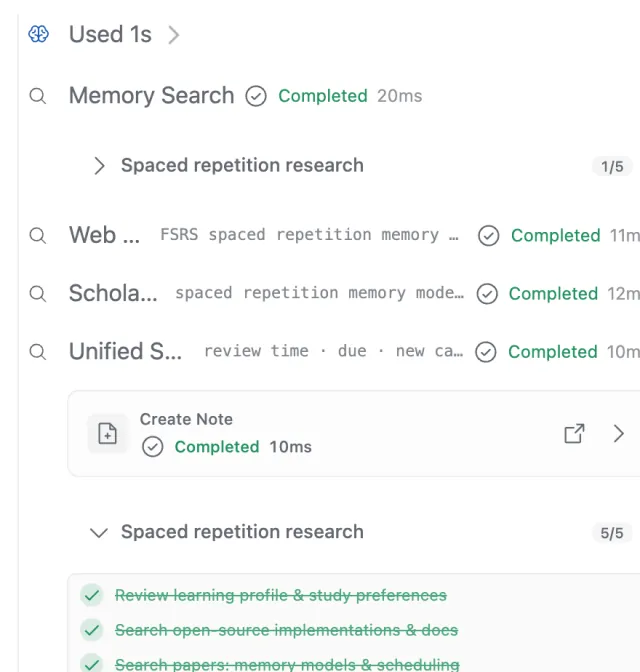 Used 1s
Memory Search Completed 20ms
Spaced repetition research 1/5
Web ... FSRS spaced repetition memory … Completed 11m
Schola... spaced repetition memory mode… Completed 12m
Unified S... review time · due · new ca… Completed 10m
Create Note
Completed 10ms
Spaced repetition research 5/5
Review learning profile & study preferences
Search open-source implementations & docs
Search papers: memory models & scheduling